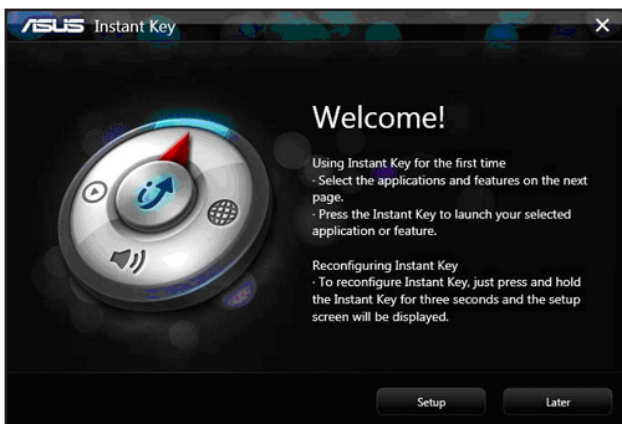 ASUS Instant Key
Welcome!
Using Instant Key for the first time
· Select the applications and features on the next
page.
· Press the Instant Key to launch your selected
application or feature.
Reconfiguring Instant Key
· To reconfigure Instant Key, just press and hold
the Instant Key for three seconds and the setup
screen will be displayed.
Setup Later